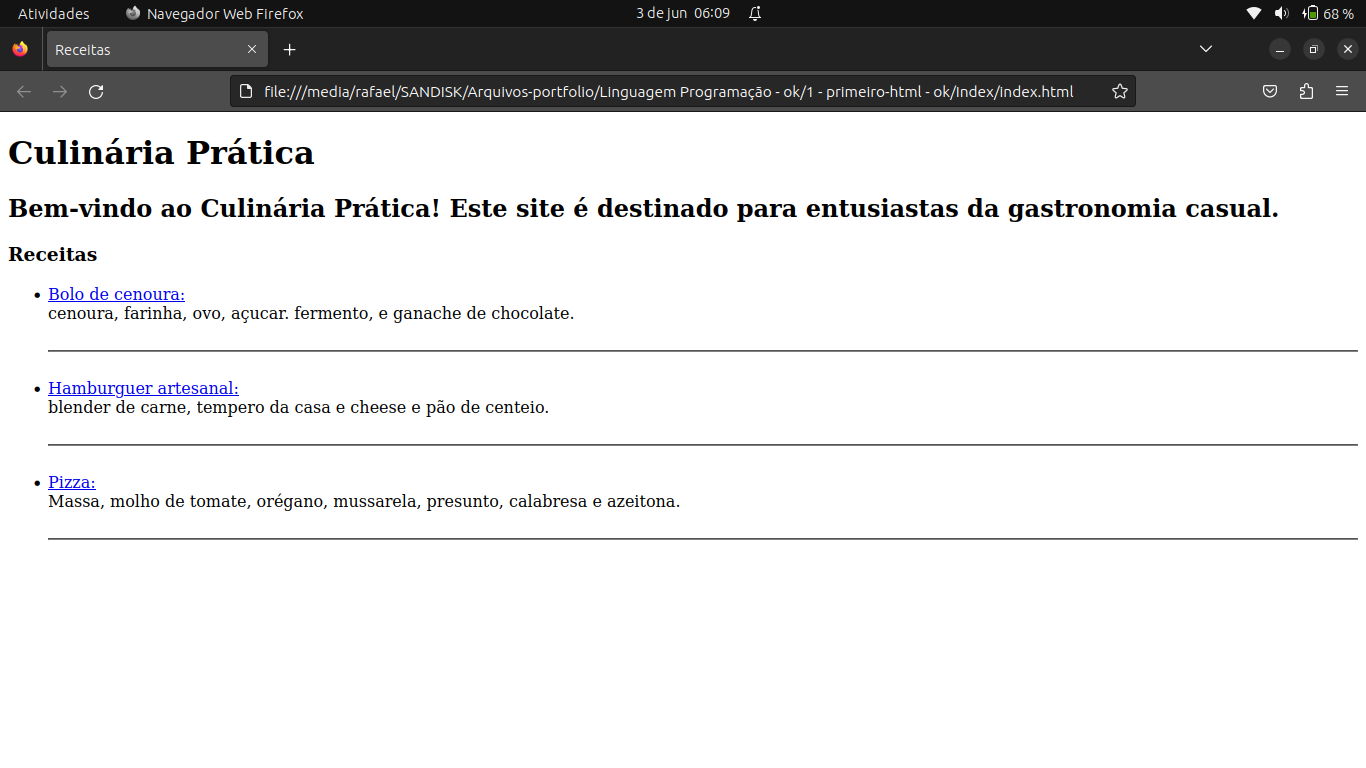 Atividades Navegador Web Firefox 3 de jun 06:09 68 %
Receitas
file:///media/rafael/SANDISK/Arquivos-portfolio/Linguagem Programação - ok/1 - primeiro-html - ok/Index/index.html
Culinária Prática
Bem-vindo ao Culinária Prática! Este site é destinado para entusiastas da gastronomia casual.
Receitas
Bolo de cenoura:
cenoura, farinha, ovo, açucar. fermento, e ganache de chocolate.
Hamburguer artesanal:
blender de carne, tempero da casa e cheese e pão de centeio.
Pizza:
Massa, molho de tomate, orégano, mussarela, presunto, calabresa e azeitona.